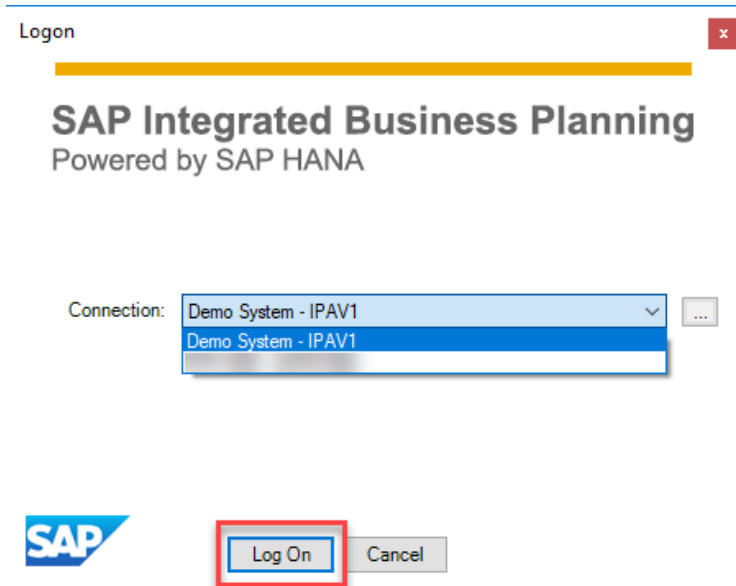 Logon
x
SAP Integrated Business Planning
Powered by SAP HANA
Connection: Demo System - IPAV1 ...
Demo System - IPAV1
SAP
Log On Cancel